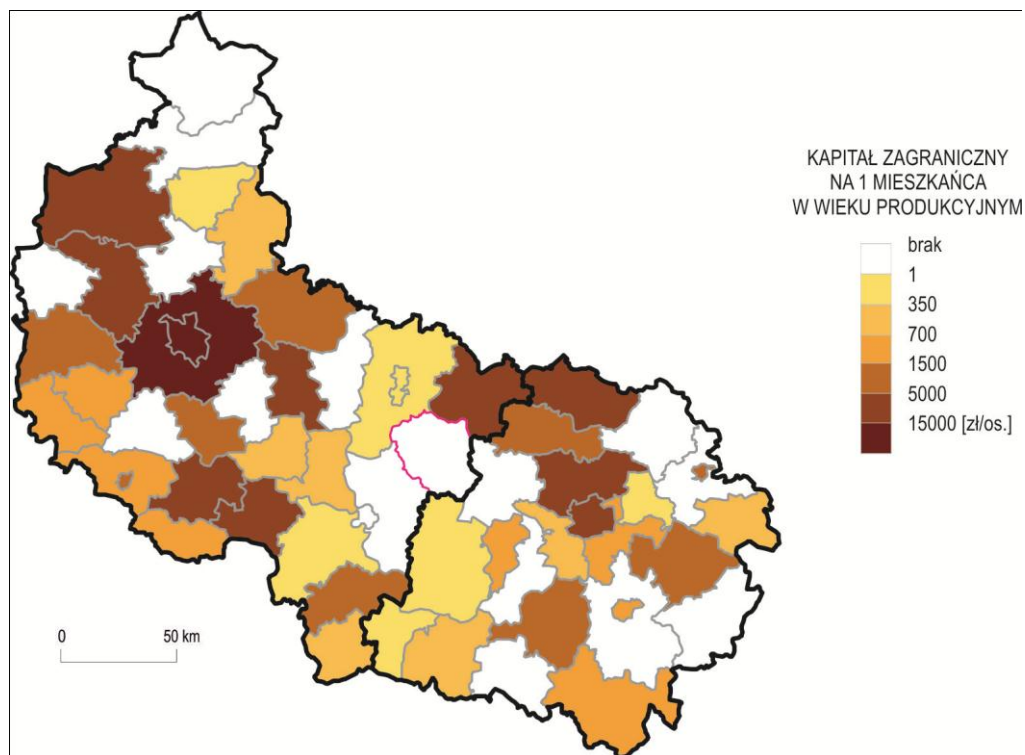 KAPITAŁ ZAGRANICZNY
NA 1 MIESZKAŃCA
W WIEKU PRODUKCYJNYM
brak
1
350
700
1500
5000
15000 [zł/os.]
0 50 km